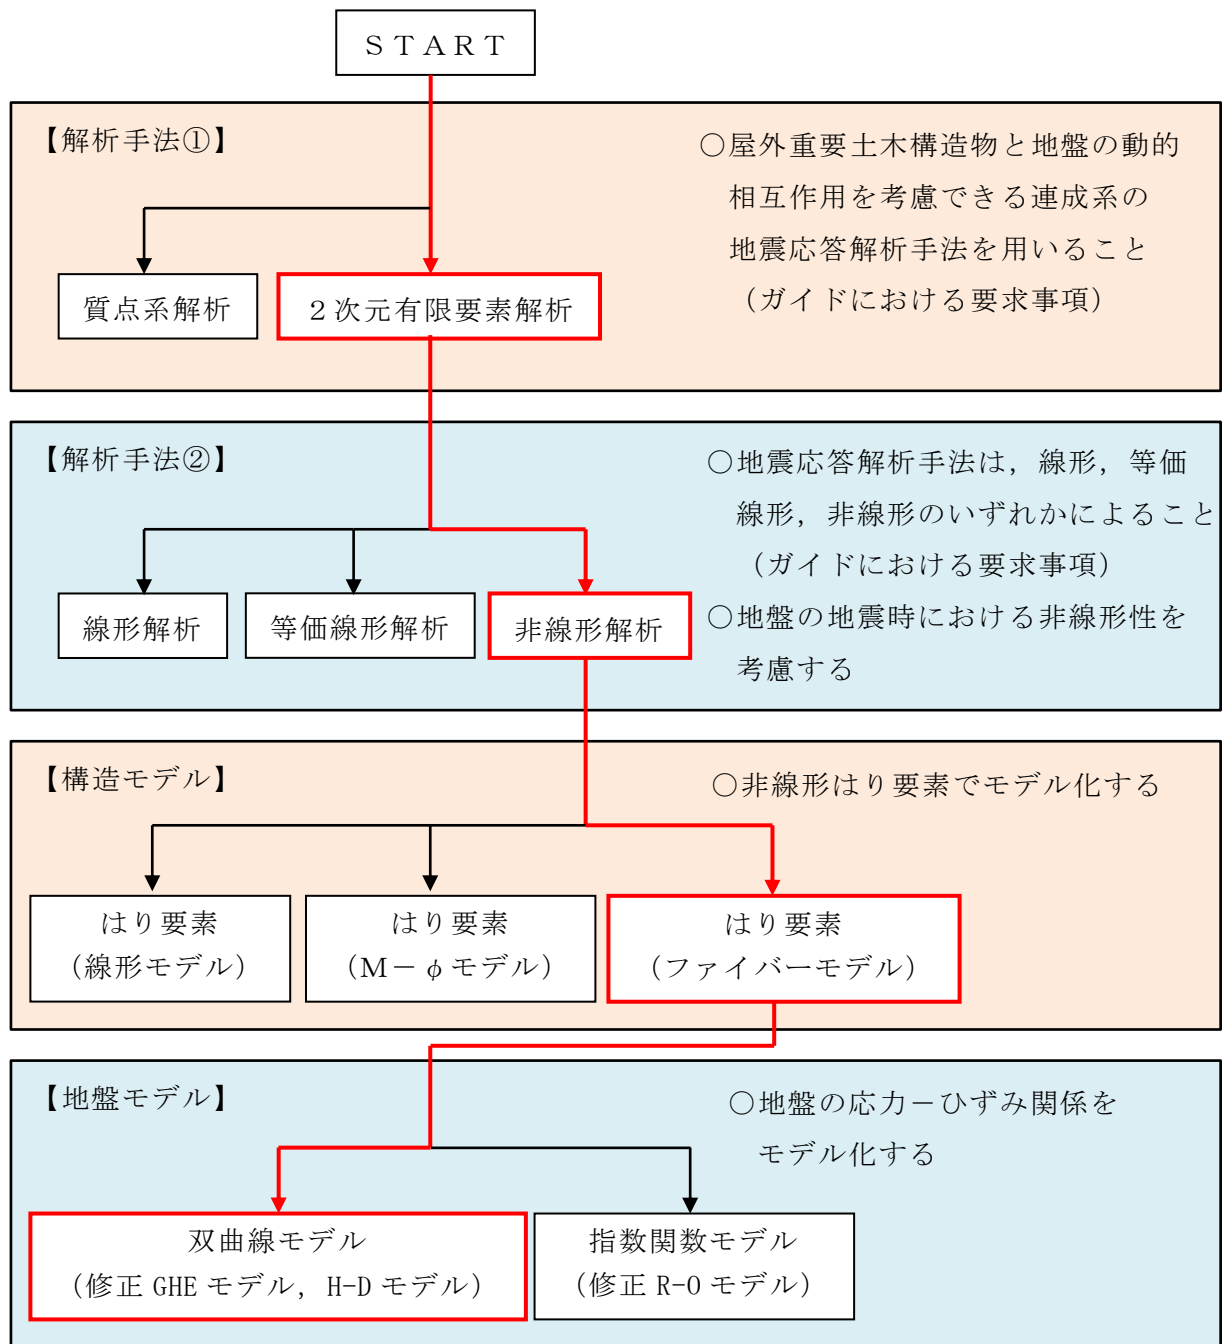 ＳＴＡＲＴ
【解析手法①】
○屋外重要土木構造物と地盤の動的
相互作用を考慮できる連成系の
地震応答解析手法を用いること
（ガイドにおける要求事項）
質点系解析
２次元有限要素解析
【解析手法②】
○地震応答解析手法は，線形，等価
線形，非線形のいずれかによること
（ガイドにおける要求事項）
○地盤の地震時における非線形性を
考慮する
線形解析
等価線形解析
非線形解析
【構造モデル】
○非線形はり要素でモデル化する
はり要素
（線形モデル）
はり要素
（Ｍ－φモデル）
はり要素
（ファイバーモデル）
【地盤モデル】
○地盤の応力－ひずみ関係を
モデル化する
双曲線モデル
（修正 GHE モデル，H-D モデル）
指数関数モデル
（修正 R-O モデル）